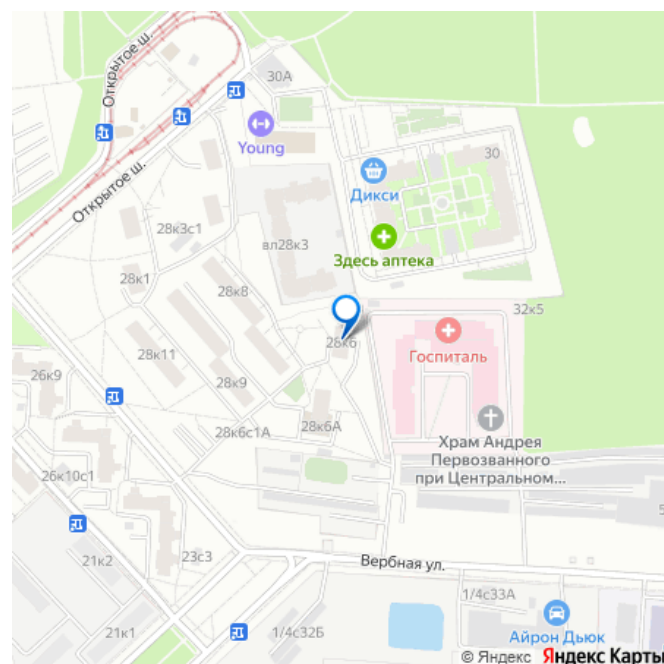 Открытое ш.
30А
Young
30
Дикси
Открытое ш.
28к3с1
вл28к3
Здесь аптека
28к1
28к8
32к5
28к6
Госпиталь
28к11
26к9
28к9
28к6А
28к6с1А
Храм Андрея
Первозванного
при Центральном...
26к10с1
21к2
23с3
Вербная ул.
1/4с33А
21к1
1/4с32Б
Айрон Дьюк
© Яндекс Яндекс Карты